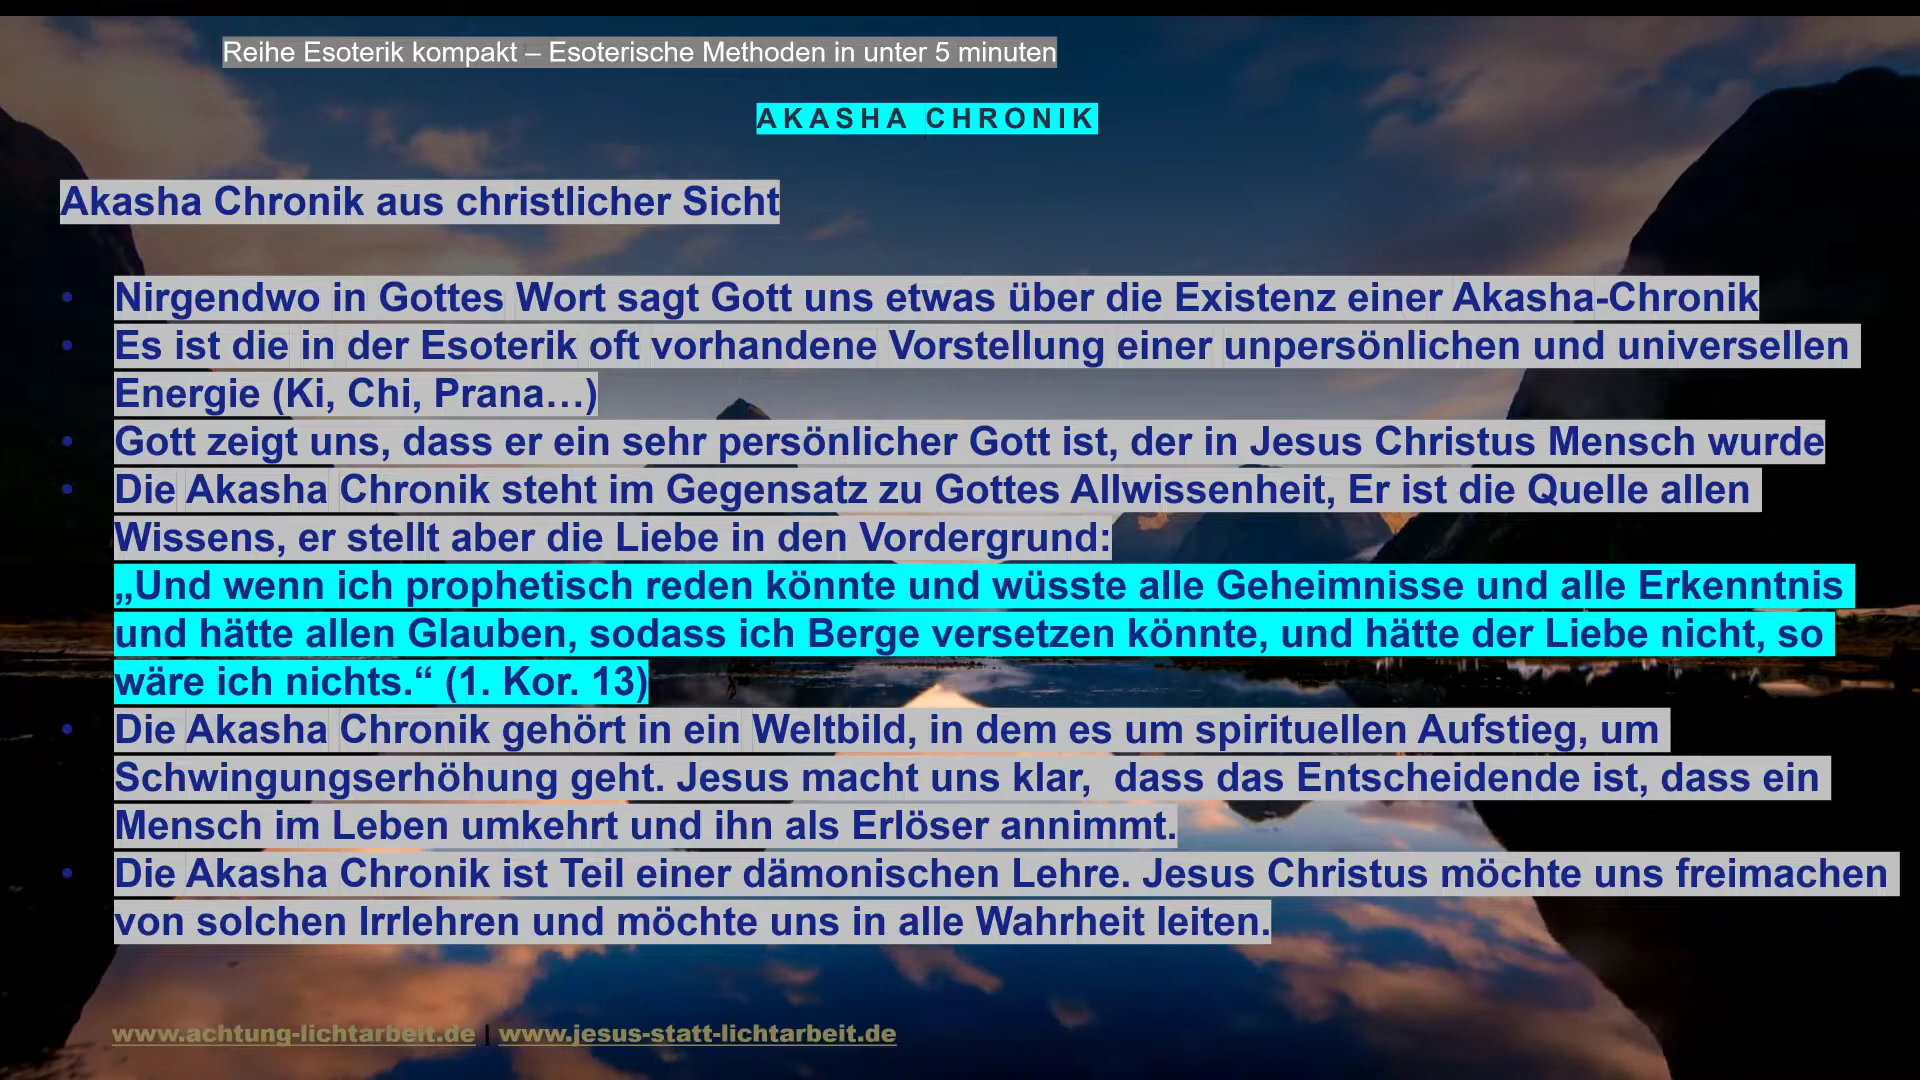 Reihe Esoterik kompakt – Esoterische Methoden in unter 5 minuten
AKASHA CHRONIK
Akasha Chronik aus christlicher Sicht
• Nirgendwo in Gottes Wort sagt Gott uns etwas über die Existenz einer Akasha-Chronik
• Es ist die in der Esoterik oft vorhandene Vorstellung einer unpersönlichen und universellen
Energie (Ki, Chi, Prana…)
• Gott zeigt uns, dass er ein sehr persönlicher Gott ist, der in Jesus Christus Mensch wurde
• Die Akasha Chronik steht im Gegensatz zu Gottes Allwissenheit, Er ist die Quelle allen
Wissens, er stellt aber die Liebe in den Vordergrund:
„Und wenn ich prophetisch reden könnte und wüsste alle Geheimnisse und alle Erkenntnis
und hätte allen Glauben, sodass ich Berge versetzen könnte, und hätte der Liebe nicht, so
wäre ich nichts.“ (1. Kor. 13)
• Die Akasha Chronik gehört in ein Weltbild, in dem es um spirituellen Aufstieg, um
Schwingungserhöhung geht. Jesus macht uns klar,  dass das Entscheidende ist, dass ein
Mensch im Leben umkehrt und ihn als Erlöser annimmt.
• Die Akasha Chronik ist Teil einer dämonischen Lehre. Jesus Christus möchte uns freimachen
von solchen Irrlehren und möchte uns in alle Wahrheit leiten.
www.achtung-lichtarbeit.de | www.jesus-statt-lichtarbeit.de